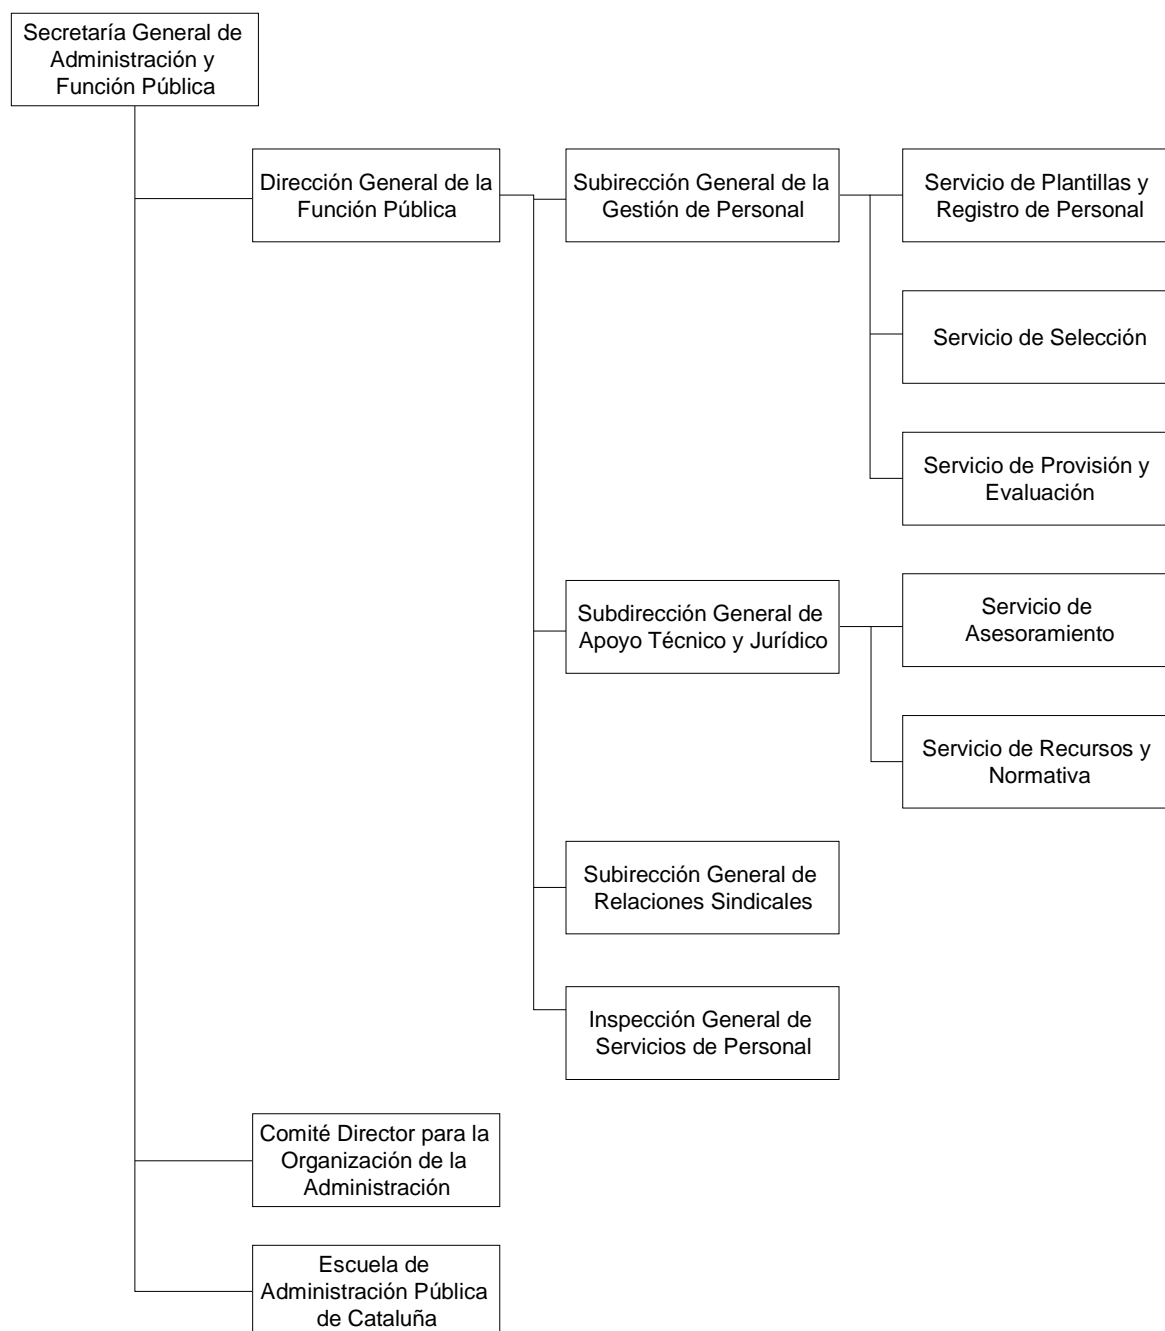 Secretaría General de
Administración y
Función Pública
Dirección General de la
Función Pública
Subirección General de la
Gestión de Personal
Servicio de Plantillas y
Registro de Personal
Servicio de Selección
Servicio de Provisión y
Evaluación
Subdirección General de
Apoyo Técnico y Jurídico
Servicio de
Asesoramiento
Servicio de Recursos y
Normativa
Subirección General de
Relaciones Sindicales
Inspección General de
Servicios de Personal
Comité Director para la
Organización de la
Administración
Escuela de
Administración Pública
de Cataluña